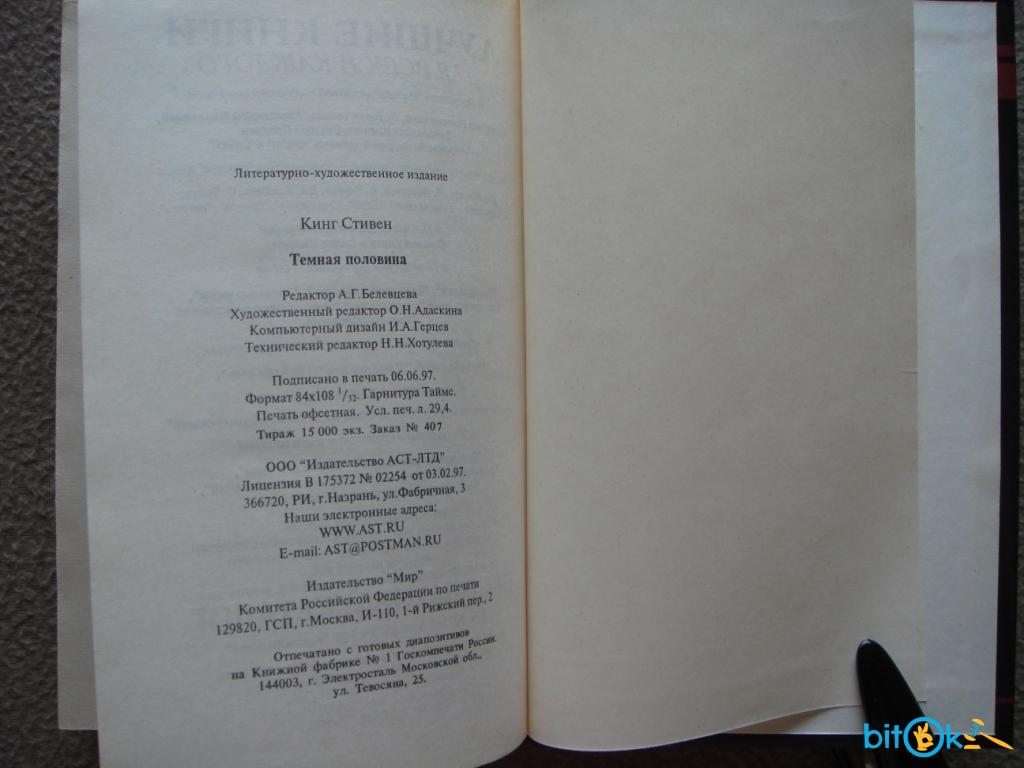 Литературно-художественное издание
Кинг Стивен
Темная половина
Редактор А.Г.Белевцева
Художественный редактор О.Н.Адаскина
Компьютерный дизайн И.А.Герцев
Технический редактор Н.Н.Хотулева
Подписано в печать 06.06.97.
Формат 84х108 1/32. Гарнитура Таймс.
Печать офсетная. Усл. печ. л. 29,4.
Тираж 15 000 экз. Заказ № 407
ООО “Издательство АСТ-ЛТД”
Лицензия В 175372 № 02254 от 03.02.97.
366720, РИ, г.Назрань, ул.Фабричная, 3
Наши электронные адреса:
WWW.AST.RU
E-mail: AST@POSTMAN.RU
Издательство “Мир”
Комитета Российской Федерации по печати
129820, ГСП, г.Москва, И-110, 1-й Рижский пер., 2
Отпечатано с готовых диапозитивов
на Книжной фабрике № 1 Госкомпечати России.
144003, г. Электросталь Московской обл.,
ул. Тевосяна, 25.
ЛУЧШИЕ КНИГИ
ДЛЯ ВСЕХ И КАЖДОГО
bitOk